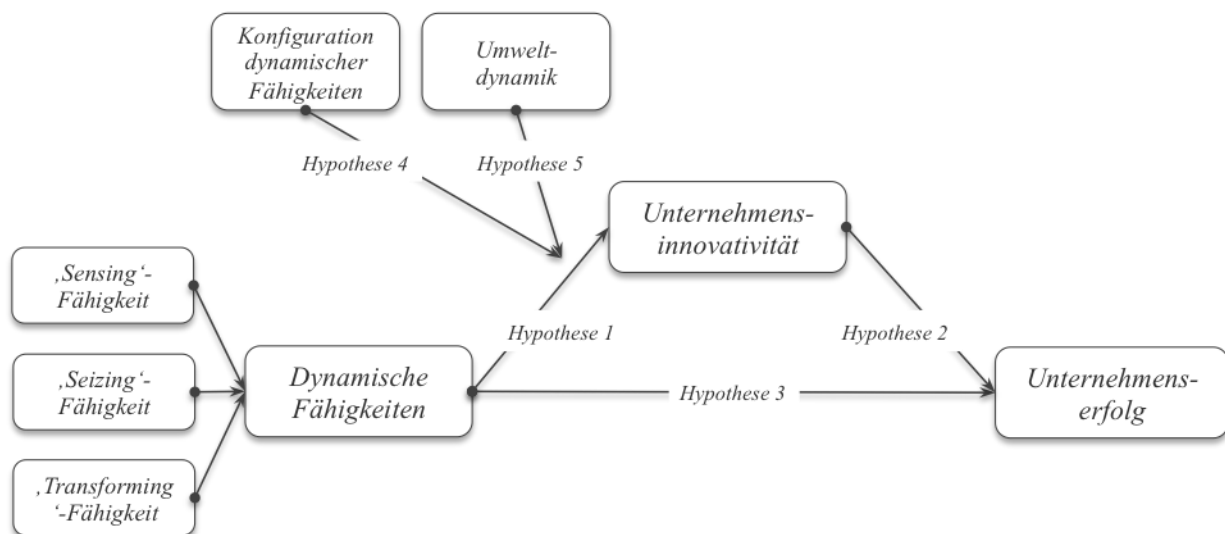 Konfiguration
dynamischer
Fähigkeiten
Umwelt-
dynamik
Hypothese 4
Hypothese 5
Unternehmens-
innovativität
‚Sensing‘-
Fähigkeit
Hypothese 1
Hypothese 2
‚Seizing‘-
Fähigkeit
Dynamische
Fähigkeiten
Hypothese 3
Unternehmens-
erfolg
‚Transforming
‘-Fähigkeit